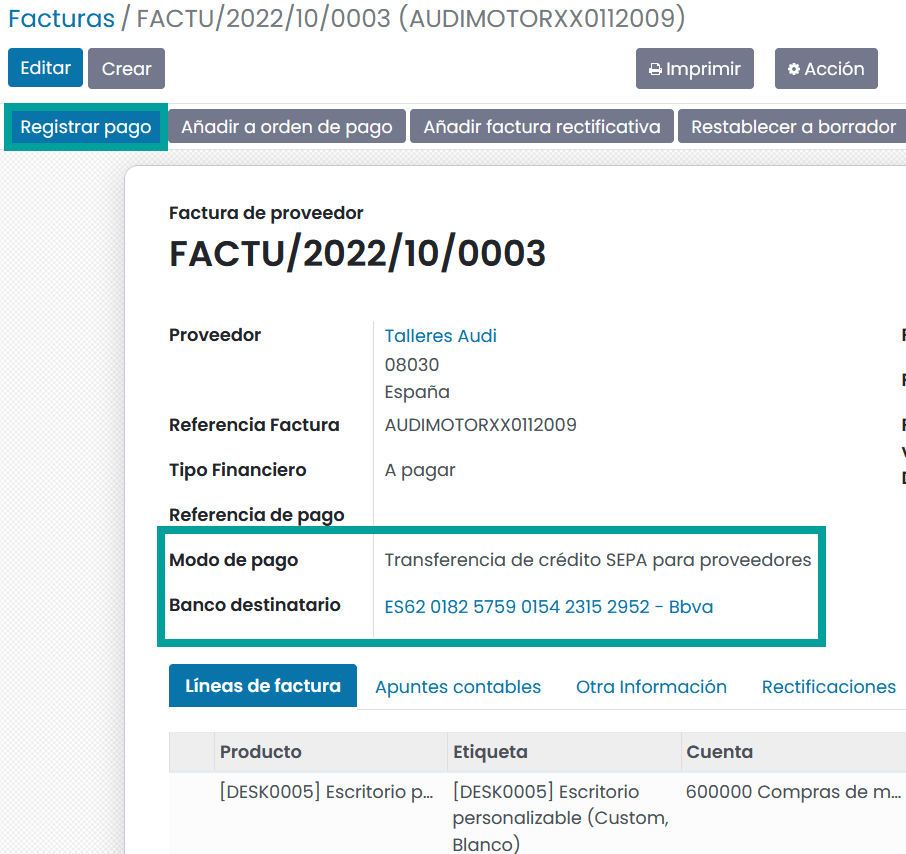 Facturas / FACTU/2022/10/0003 (AUDIMOTORXX0112009)
Editar Crear Imprimir Acción
Registrar pago Añadir a orden de pago Añadir factura rectificativa Restablecer a borrador
Factura de proveedor
FACTU/2022/10/0003
Proveedor Talleres Audi
08030
España
Referencia Factura AUDIMOTORXX0112009
Tipo Financiero A pagar
Referencia de pago
Modo de pago Transferencia de crédito SEPA para proveedores
Banco destinatario ES62 0182 5759 0154 2315 2952 - Bbva
Líneas de factura Apuntes contables Otra Información Rectificaciones
Producto Etiqueta Cuenta
[DESK0005] Escritorio p... [DESK0005] Escritorio 600000 Compras de m...
personalizable (Custom,
Blanco)